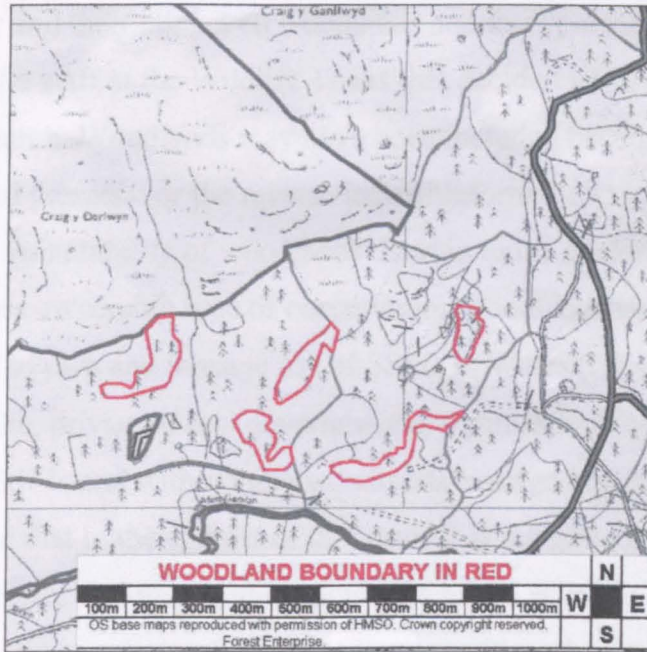 Craig y Ganllwyd
Craig y Derlwyn
WOODLAND BOUNDARY IN RED
N
100m 200m 300m 400m 500m 600m 700m 800m 900m 1000m
W E
OS base maps reproduced with permission of HMSO. Crown copyright reserved.
Forest Enterprise.
S